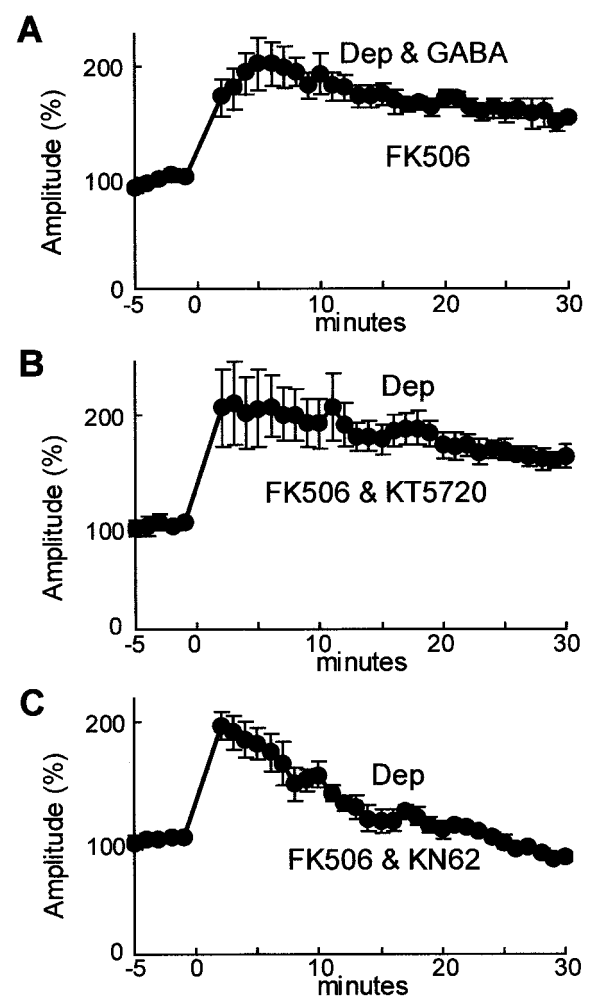 A
Amplitude (%)
200
100
0
Dep & GABA
FK506
-5 0 10 20 30
minutes
B
Amplitude (%)
200
100
0
Dep
FK506 & KT5720
-5 0 10 20 30
minutes
C
Amplitude (%)
200
100
0
Dep
FK506 & KN62
-5 0 10 20 30
minutes